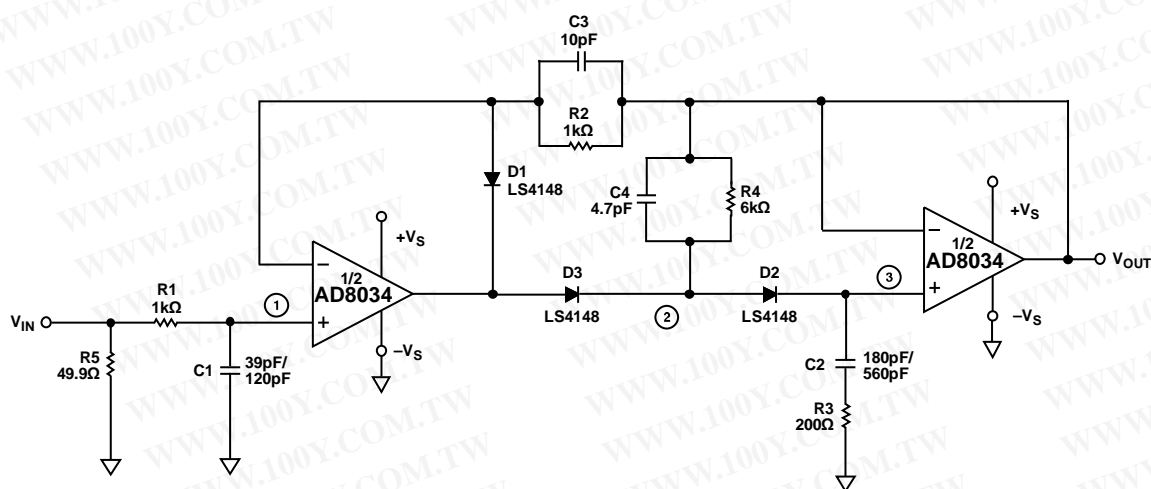 C3
10pF
R2
1kΩ
D1
LS4148
C4
4.7pF
R4
6kΩ
+VS
1/2
AD8034
−VS
+VS
1/2
AD8034
−VS
VOUT
R1
1kΩ
1
D3
LS4148
2
D2
LS4148
3
VIN
R5
49.9Ω
C1
39pF/
120pF
C2
180pF/
560pF
R3
200Ω
−
+
−
+
WWW.100Y.COM.TW